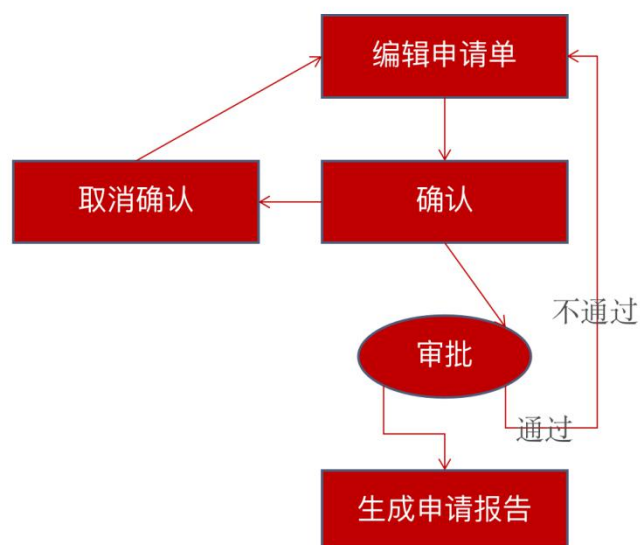 编辑申请单
取消确认
确认
不通过
审批
通过
生成申请报告